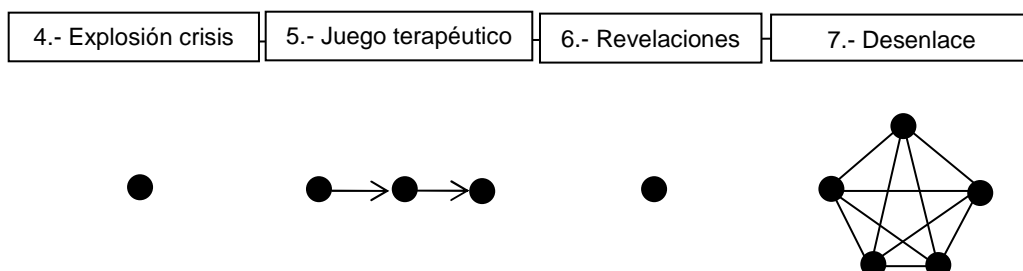 4.- Explosión crisis
5.- Juego terapéutico
6.- Revelaciones
7.- Desenlace